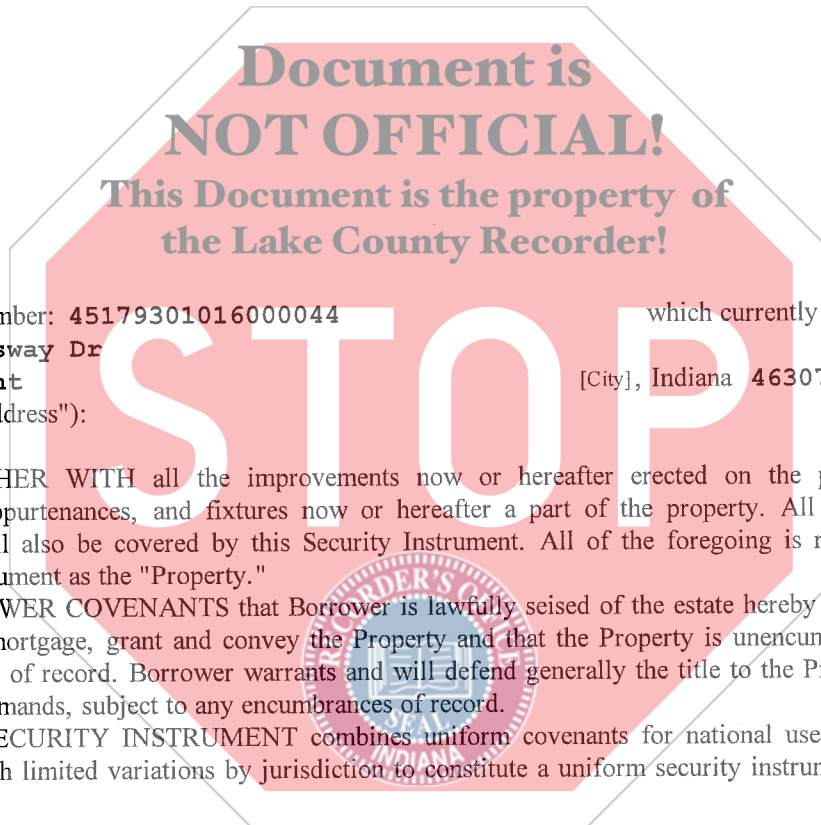 Document is
NOT OFFICIAL!
This Document is the property of
the Lake County Recorder!
STOP
mber: 45179301016000044 which currently
sway Dr
nt [City], Indiana 46307
ddress"):
HER WITH all the improvements now or hereafter erected on the p
ppurtenances, and fixtures now or hereafter a part of the property. All
l also be covered by this Security Instrument. All of the foregoing is r
ument as the "Property."
WER COVENANTS that Borrower is lawfully seised of the estate hereby
mortgage, grant and convey the Property and that the Property is unencum
of record. Borrower warrants and will defend generally the title to the P
mands, subject to any encumbrances of record.
ECURITY INSTRUMENT combines uniform covenants for national use
h limited variations by jurisdiction to constitute a uniform security instrun
RECORDER'S OFFICE
SEAL
INDIANA